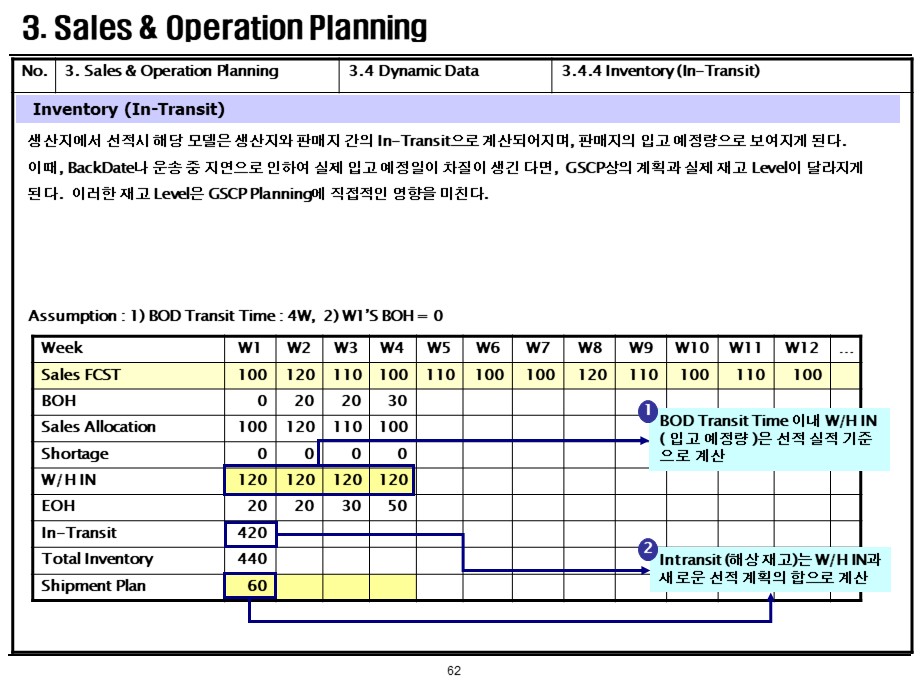 3. Sales & Operation Planning
No. 3. Sales & Operation Planning 3.4 Dynamic Data 3.4.4 Inventory(In-Transit)
Inventory (In-Transit)
생산지에서 선적시 해당 모델은 생산지와 판매지 간의 In-Transit으로 계산되어지며, 판매지의 입고 예정량으로 보여지게 된다.
이때, BackDate나 운송 중 지연으로 인하여 실제 입고 예정일이 차질이 생긴 다면, GSCP상의 계획과 실제 재고 Level이 달라지게
된다. 이러한 재고 Level은 GSCP Planning에 직접적인 영향을 미친다.
Assumption : 1) BOD Transit Time : 4W, 2) W1'S BOH = 0
Week W1 W2 W3 W4 W5 W6 W7 W8 W9 W10 W11 W12 ...
Sales FCST 100 120 110 100 110 100 100 120 110 100 110 100
BOH 0 20 20 30
Sales Allocation 100 120 110 100
Shortage 0 0 0 0
W/H IN 120 120 120 120
EOH 20 20 30 50
In-Transit 420
Total Inventory 440
Shipment Plan 60
1
BOD Transit Time 이내 W/H IN
( 입고 예정량 )은 선적 실적 기준
으로 계산
2
Intransit (해상 재고)는 W/H IN과
새로운 선적 계획의 합으로 계산
62